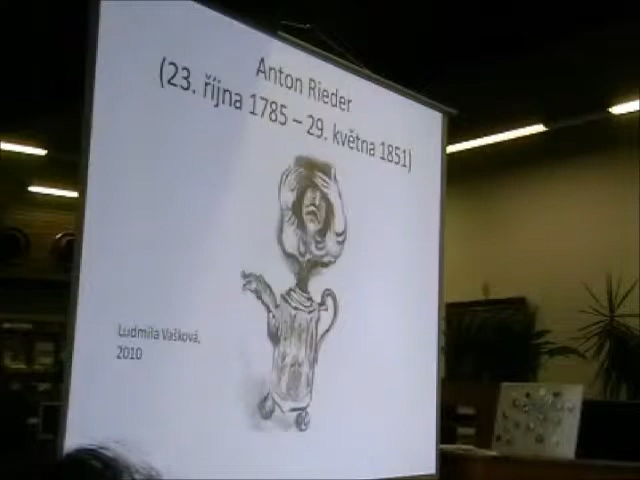 Anton Rieder
(23. října 1785 – 29. května 1851)
Ludmila Vašková,
2010